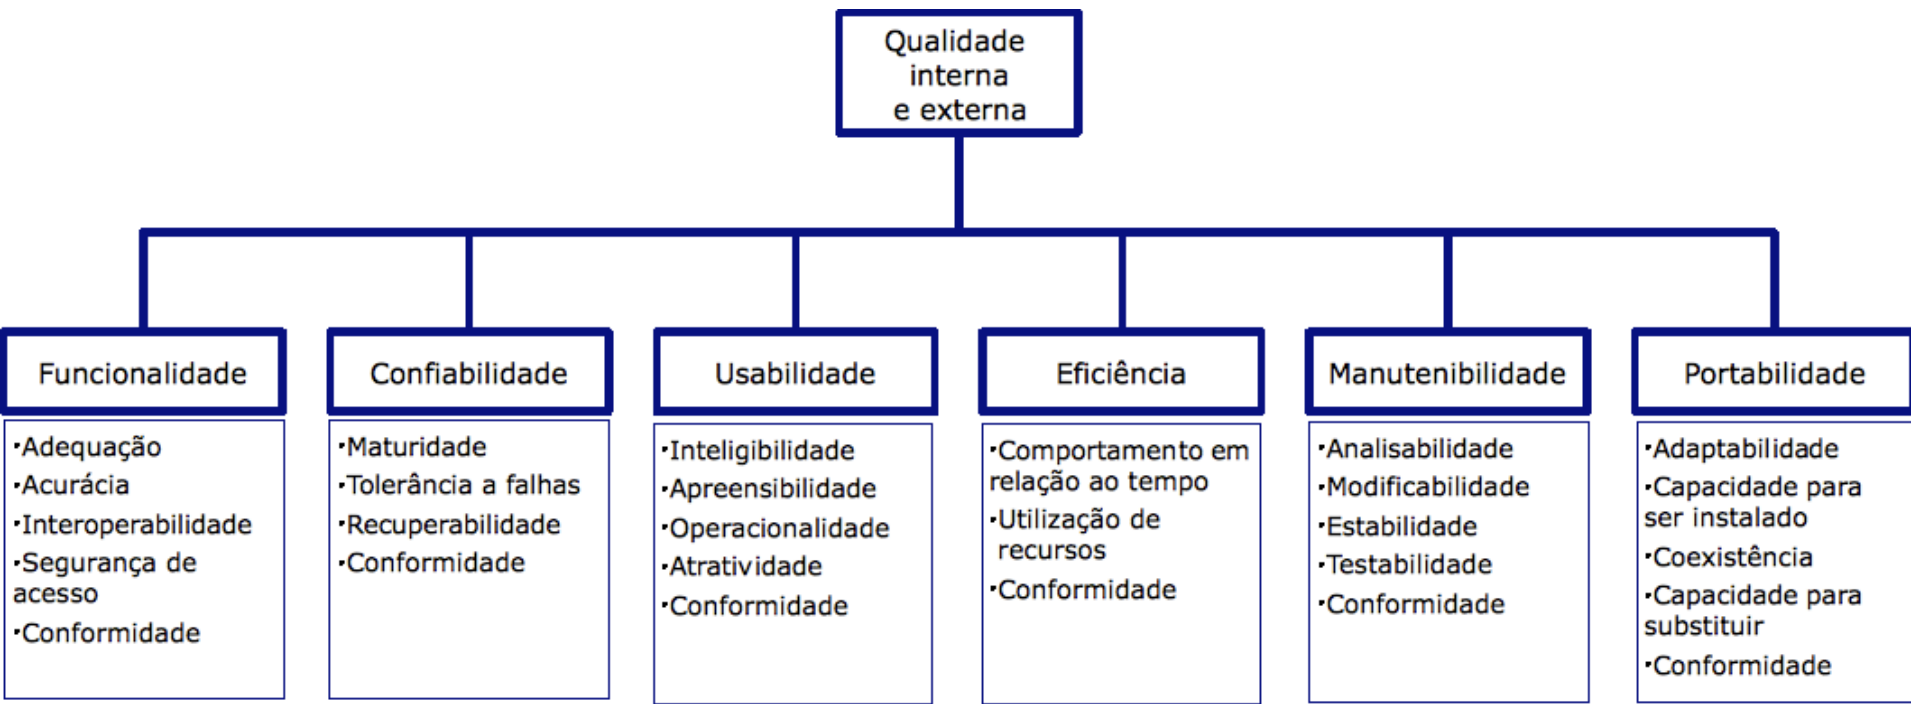 Qualidade
interna
e externa
Funcionalidade
·Adequação
·Acurácia
·Interoperabilidade
·Segurança de
acesso
·Conformidade
Confiabilidade
·Maturidade
·Tolerância a falhas
·Recuperabilidade
·Conformidade
Usabilidade
·Inteligibilidade
·Apreensibilidade
·Operacionalidade
·Atratividade
·Conformidade
Eficiência
·Comportamento em
relação ao tempo
·Utilização de
recursos
·Conformidade
Manutenibilidade
·Analisabilidade
·Modificabilidade
·Estabilidade
·Testabilidade
·Conformidade
Portabilidade
·Adaptabilidade
·Capacidade para
ser instalado
·Coexistência
·Capacidade para
substituir
·Conformidade